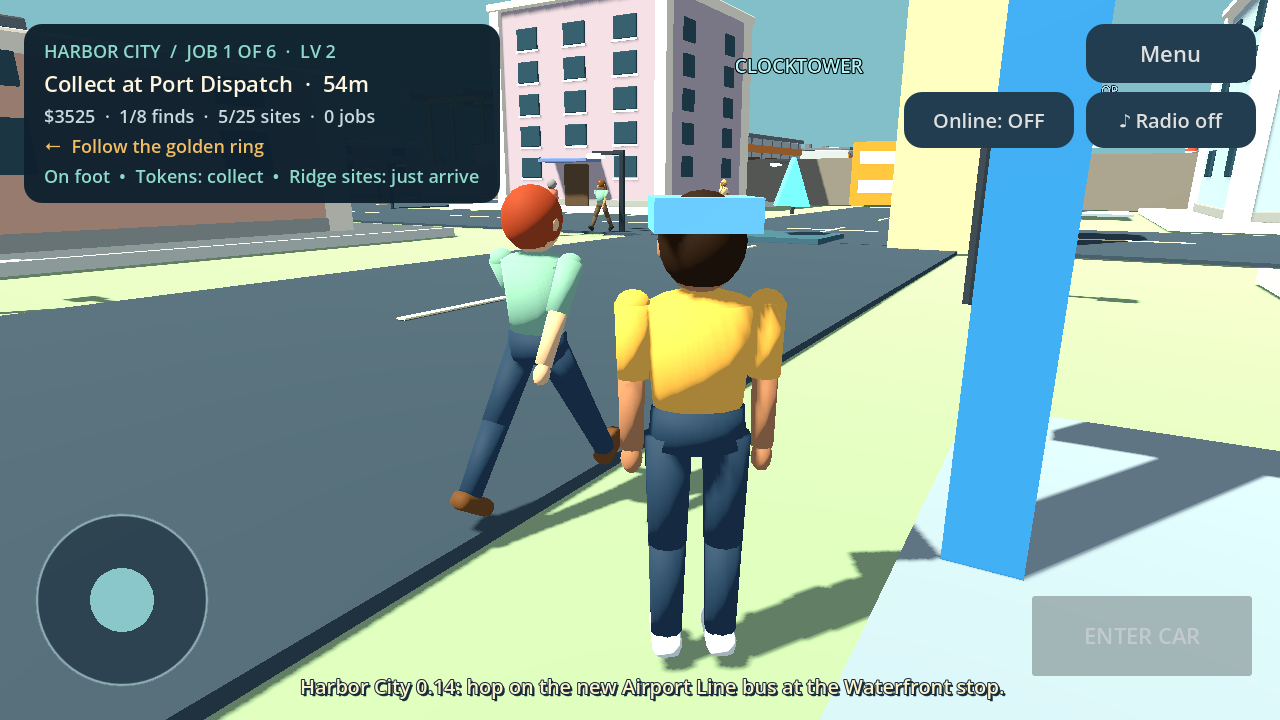 HARBOR CITY / JOB 1 OF 6 · LV 2
Collect at Port Dispatch · 54m
$3525 · 1/8 finds · 5/25 sites · 0 jobs
← Follow the golden ring
On foot • Tokens: collect • Ridge sites: just arrive
CLOCKTOWER
Menu
Online: OFF
♪ Radio off
ENTER CAR
Harbor City 0.14: hop on the new Airport Line bus at the Waterfront stop.